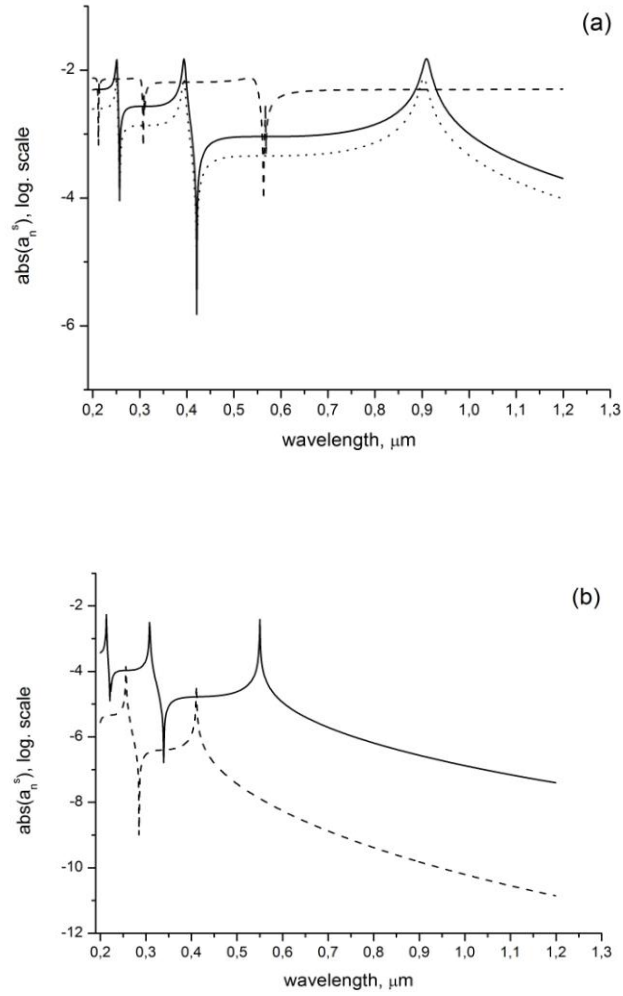 (a)
-2
-4
-6
abs(aₙˢ), log. scale
0,2 0,3 0,4 0,5 0,6 0,7 0,8 0,9 1,0 1,1 1,2 1,3
wavelength, μm
(b)
-2
-4
-6
-8
-10
-12
abs(aₙˢ), log. scale
0,2 0,3 0,4 0,5 0,6 0,7 0,8 0,9 1,0 1,1 1,2 1,3
wavelength, μm